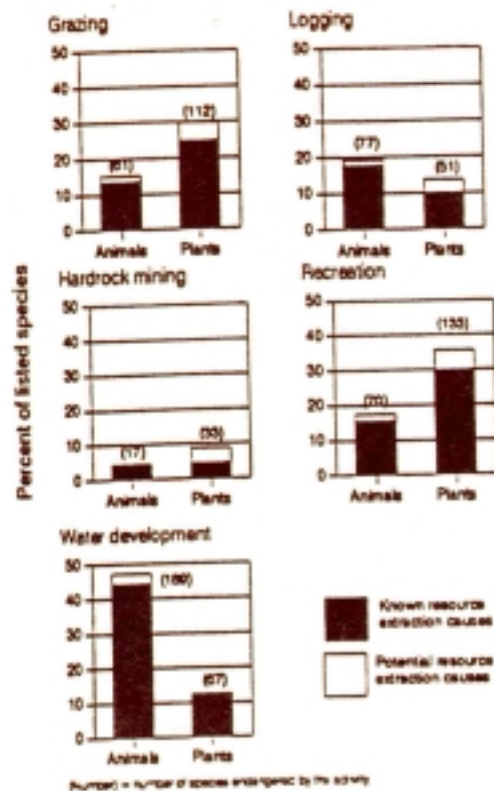 Grazing
50
40
30
20
10
0
(61)
(112)
Animals
Plants
Logging
50
40
30
20
10
0
(77)
(51)
Animals
Plants
Percent of listed species
Hardrock mining
50
40
30
20
10
0
(17)
(33)
Animals
Plants
Recreation
50
40
30
20
10
0
(133)
Animals
Plants
Water development
50
40
30
20
10
0
Animals
Plants
Known resource
extraction causes
Potential resource
extraction causes
(Number) = number of species endangered by the activity